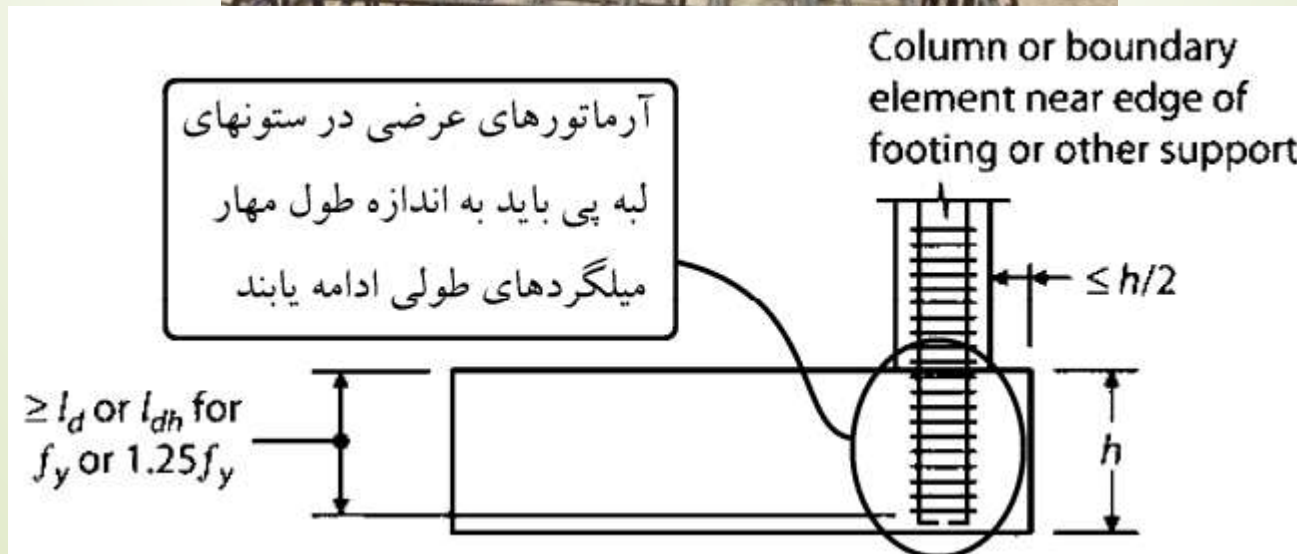 Column or boundary
element near edge of
footing or other support
آرماتورهای عرضی در ستونهای
لبه پی باید به اندازه طول مهار
میلگردهای طولی ادامه یابند
≤ h/2
≥ l_d or l_dh for
f_y or 1.25f_y
h